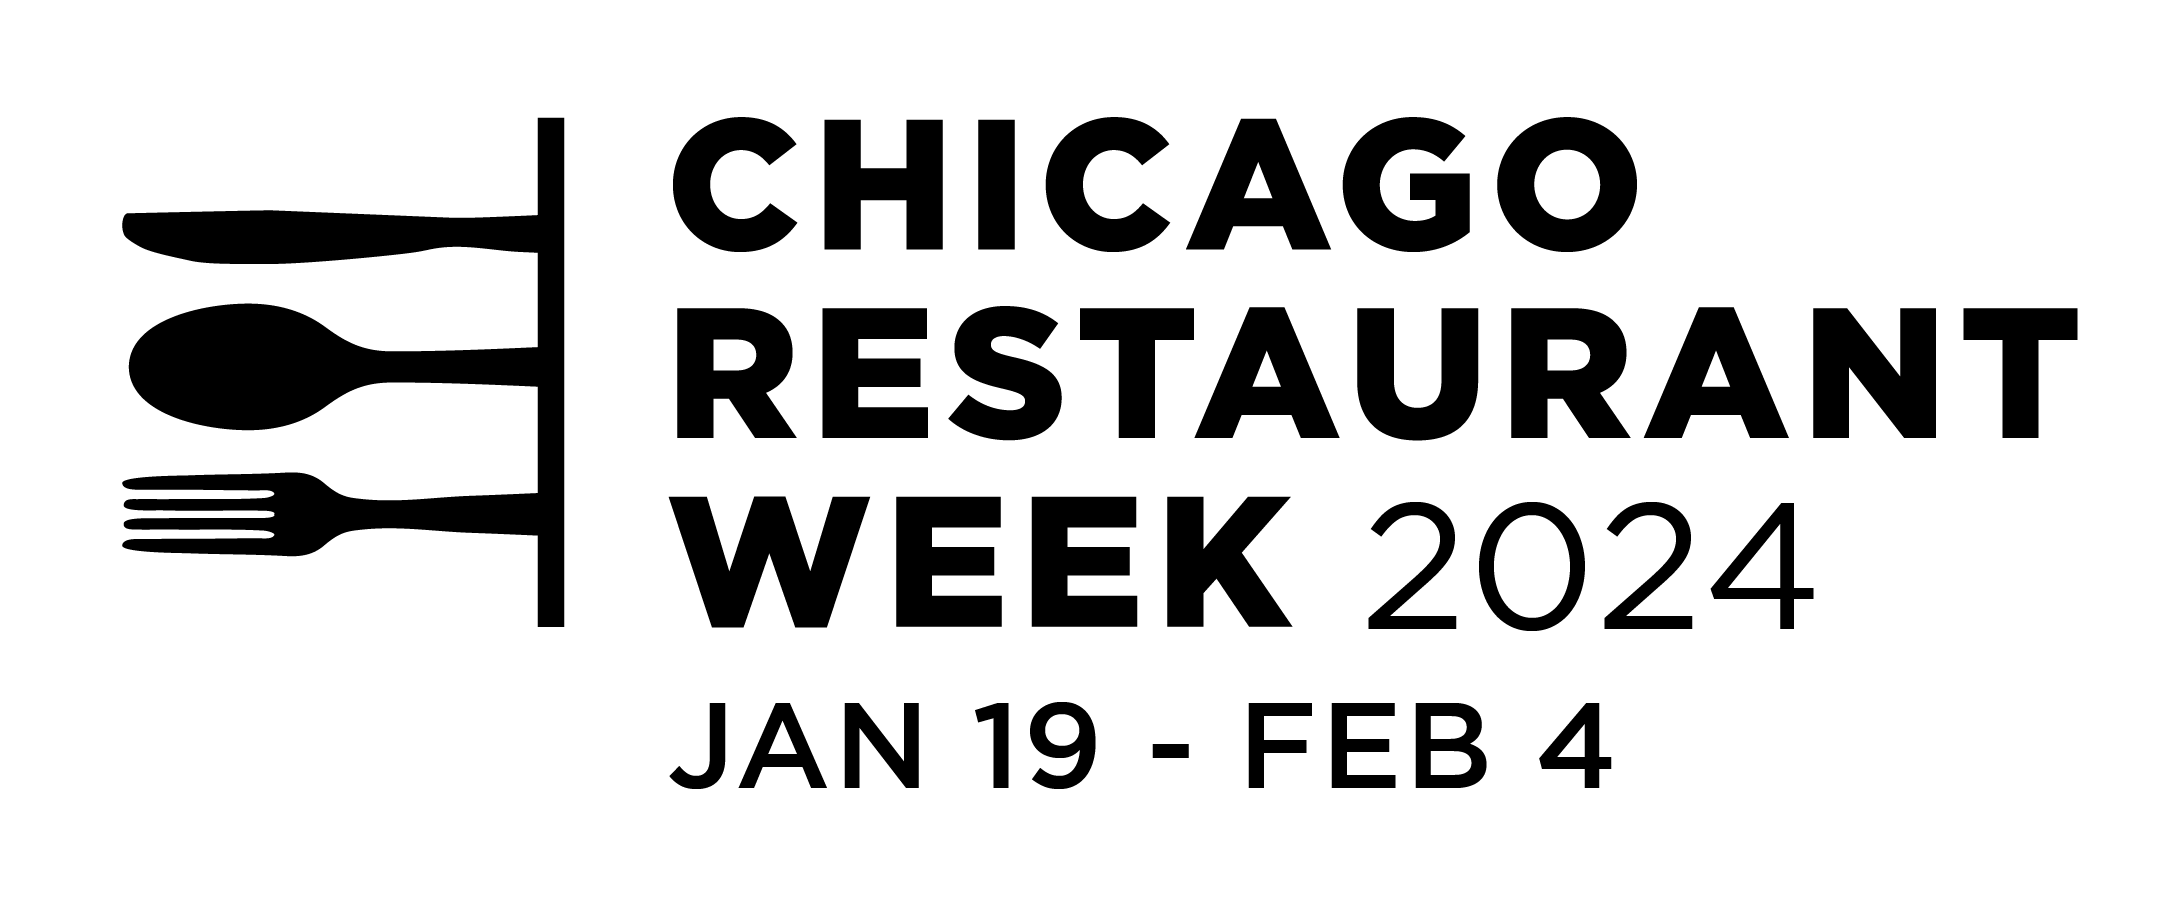 CHICAGO
RESTAURANT
WEEK 2024
JAN 19 - FEB 4